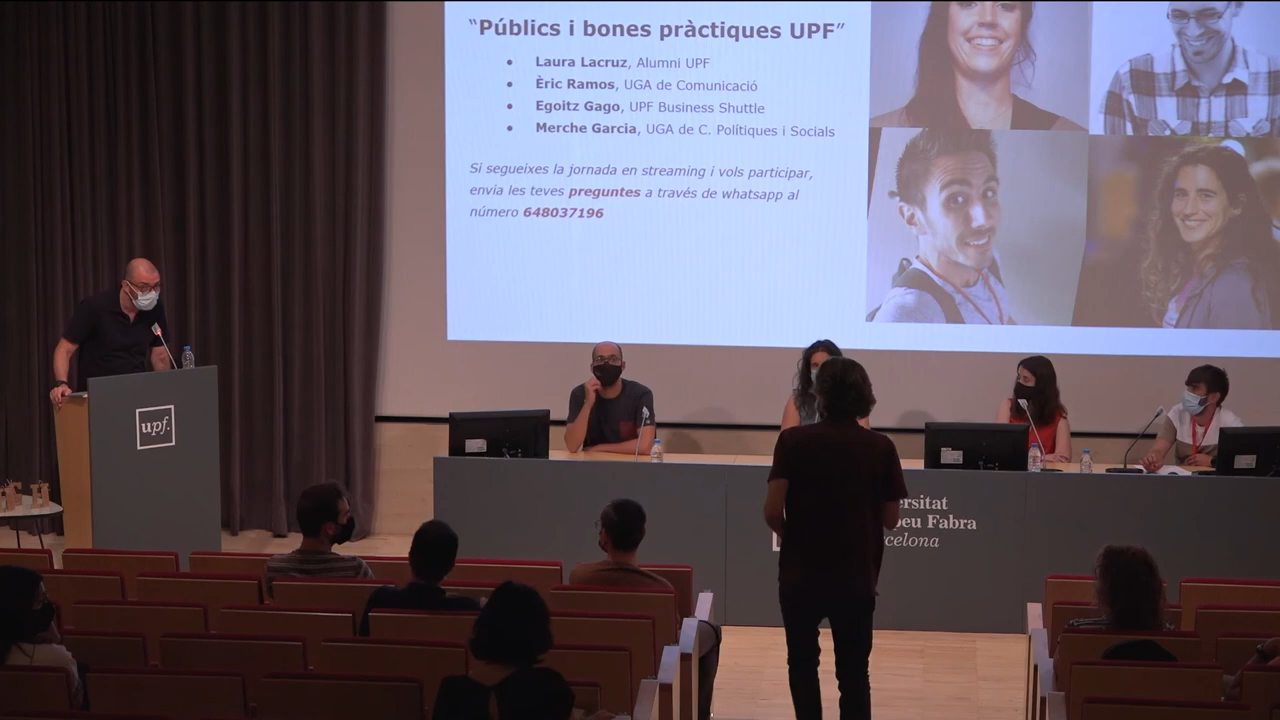 “Públics i bones pràctiques UPF”
• Laura Lacruz, Alumni UPF
• Èric Ramos, UGA de Comunicació
• Egoitz Gago, UPF Business Shuttle
• Merche Garcia, UGA de C. Polítiques i Socials
Si segueixes la jornada en streaming i vols participar,
envia les teves preguntes a través de whatsapp al
número 648037196
upf.
ersitat
peu Fabra
celona